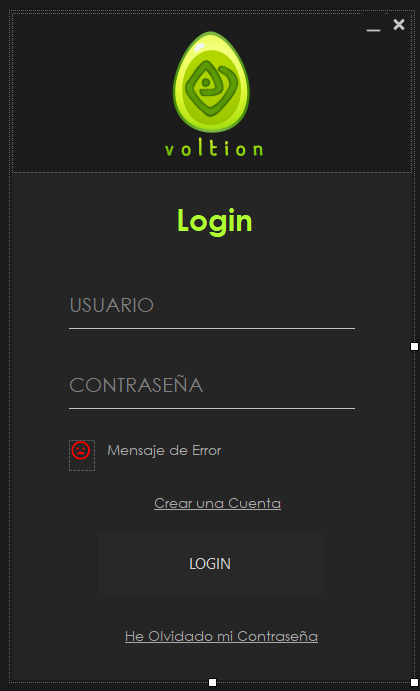 voltion
Login
USUARIO
CONTRASEÑA
Mensaje de Error
Crear una Cuenta
LOGIN
He Olvidado mi Contraseña